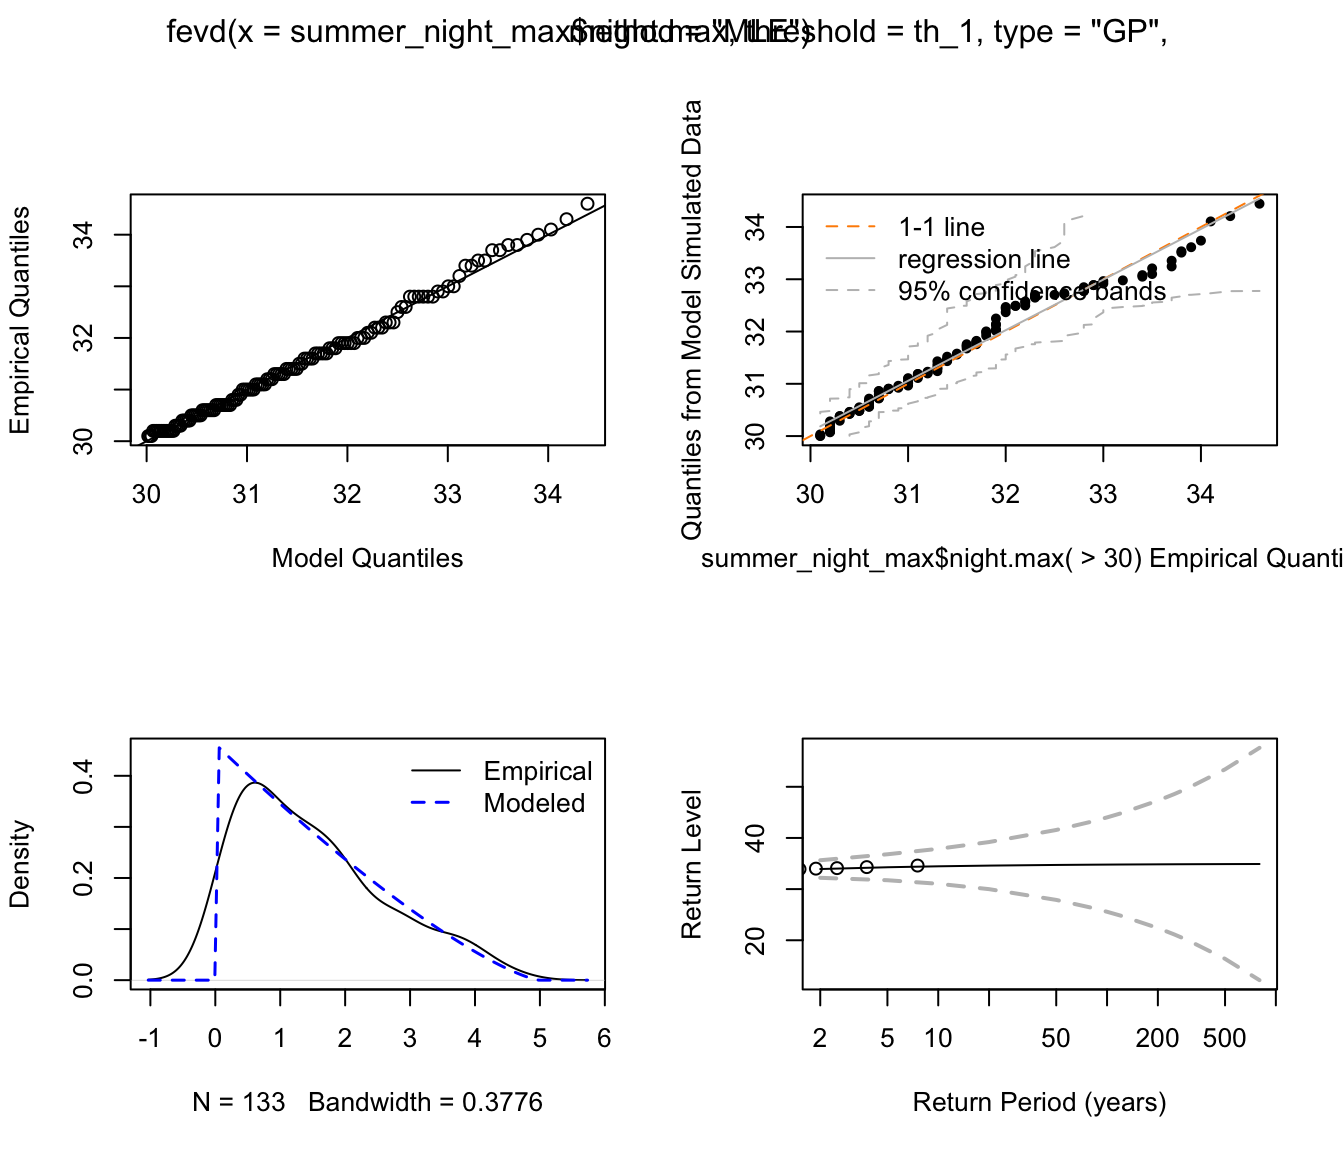 fevd(x = summer_night_max$night.max, threshold = th_1, type = "GP",
method = "MLE")
Empirical Quantiles
30 32 34
30 31 32 33 34
Model Quantiles
Quantiles from Model Simulated Data
30 31 32 33 34
1-1 line
regression line
95% confidence bands
30 31 32 33 34
summer_night_max$night.max( > 30) Empirical Quanti
Density
0.0 0.2 0.4
Empirical
Modeled
-1 0 1 2 3 4 5 6
N = 133 Bandwidth = 0.3776
Return Level
20 40
2 5 10 50 200 500
Return Period (years)